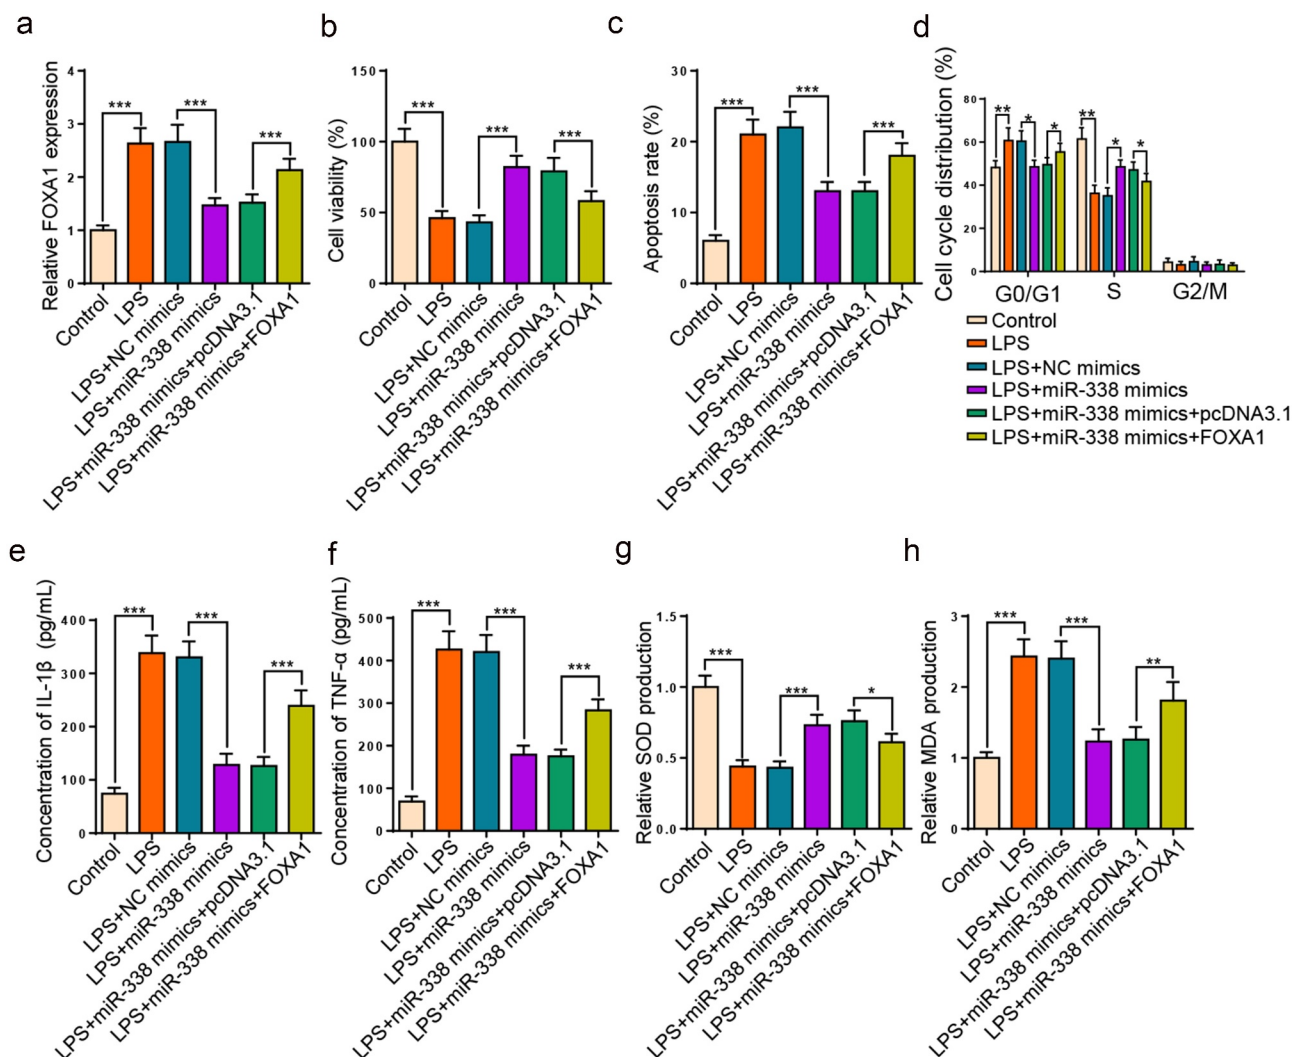 a
Relative FOXA1 expression
4
3
2
1
0
***
***
***
Control
LPS
LPS+NC mimics
LPS+miR-338 mimics
LPS+miR-338 mimics+pcDNA3.1
LPS+miR-338 mimics+FOXA1
b
Cell viability (%)
150
100
50
0
***
***
***
Control
LPS
LPS+NC mimics
LPS+miR-338 mimics
LPS+miR-338 mimics+pcDNA3.1
LPS+miR-338 mimics+FOXA1
c
Apoptosis rate (%)
30
20
10
0
***
***
***
Control
LPS
LPS+NC mimics
LPS+miR-338 mimics
LPS+miR-338 mimics+pcDNA3.1
LPS+miR-338 mimics+FOXA1
d
Cell cycle distribution (%)
80
60
40
20
0
**
*
*
**
*
*
G0/G1
S
G2/M
Control
LPS
LPS+NC mimics
LPS+miR-338 mimics
LPS+miR-338 mimics+pcDNA3.1
LPS+miR-338 mimics+FOXA1
e
Concentration of IL-1β (pg/mL)
400
300
200
100
0
***
***
***
Control
LPS
LPS+NC mimics
LPS+miR-338 mimics
LPS+miR-338 mimics+pcDNA3.1
LPS+miR-338 mimics+FOXA1
f
Concentration of TNF-α (pg/mL)
500
400
300
200
100
0
***
***
***
Control
LPS
LPS+NC mimics
LPS+miR-338 mimics
LPS+miR-338 mimics+pcDNA3.1
LPS+miR-338 mimics+FOXA1
g
Relative SOD production
1.5
1.0
0.5
0.0
***
***
*
Control
LPS
LPS+NC mimics
LPS+miR-338 mimics
LPS+miR-338 mimics+pcDNA3.1
LPS+miR-338 mimics+FOXA1
h
Relative MDA production
3
2
1
0
***
***
**
Control
LPS
LPS+NC mimics
LPS+miR-338 mimics
LPS+miR-338 mimics+pcDNA3.1
LPS+miR-338 mimics+FOXA1